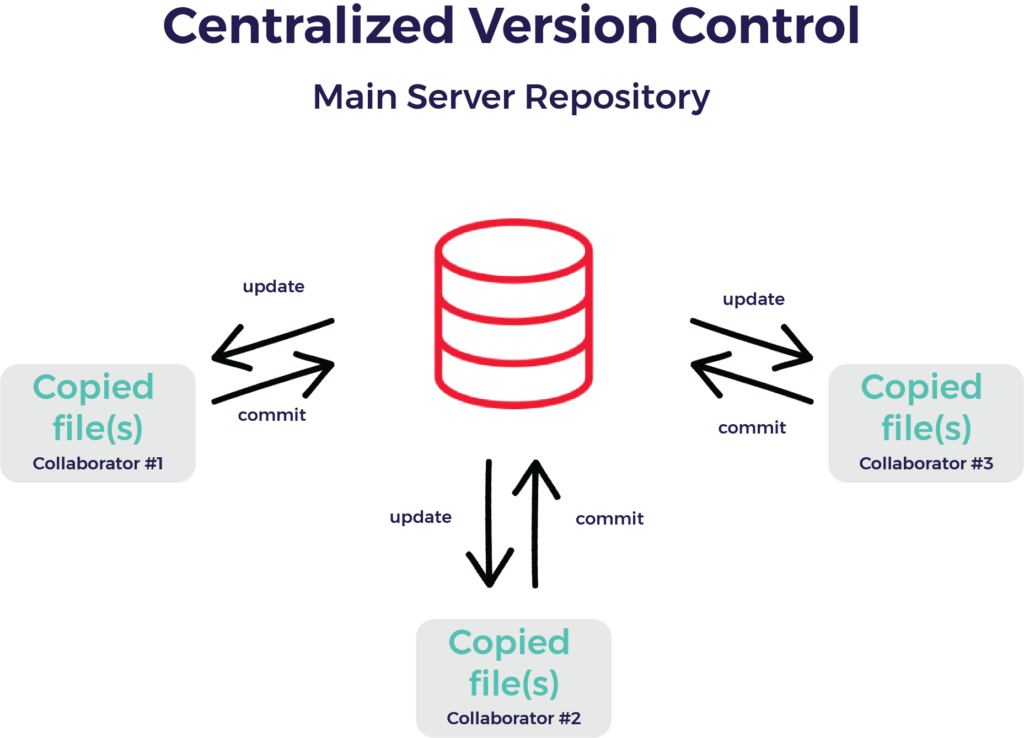 Centralized Version Control
Main Server Repository
update
update
Copied
file(s)
Collaborator #1
commit
Copied
file(s)
Collaborator #3
commit
update
commit
Copied
file(s)
Collaborator #2